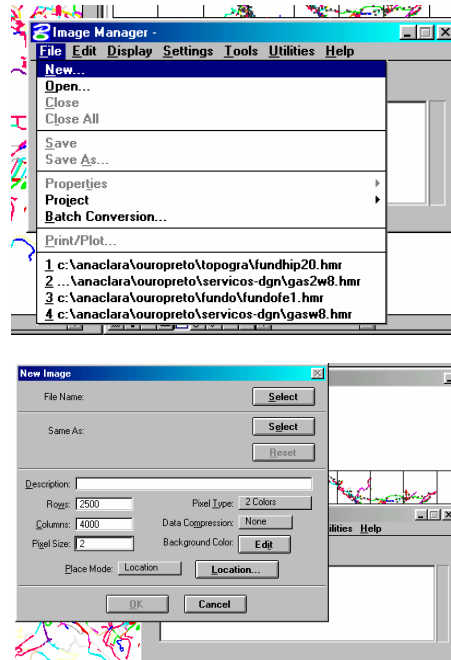 Image Manager -
File Edit Display Settings Tools Utilities Help
New...
Open...
Close
Close All
Save
Save As...
Properties
Project
Batch Conversion...
Print/Plot...
1 c:\anaclara\ouropreto\topogra\fundhip20.hmr
2 ...\anaclara\ouropreto\servicos-dgn\gas2w8.hmr
3 c:\anaclara\ouropreto\fundo\fundofe1.hmr
4 c:\anaclara\ouropreto\servicos-dgn\gasw8.hmr
New Image
File Name: Select
Same As: Select
Reset
Description:
Rows: 2500 Pixel Type: 2 Colors
Columns: 4000 Data Compression: None
Pixel Size: 2 Background Color: Edit
Place Mode: Location Location...
OK Cancel
ilities Help